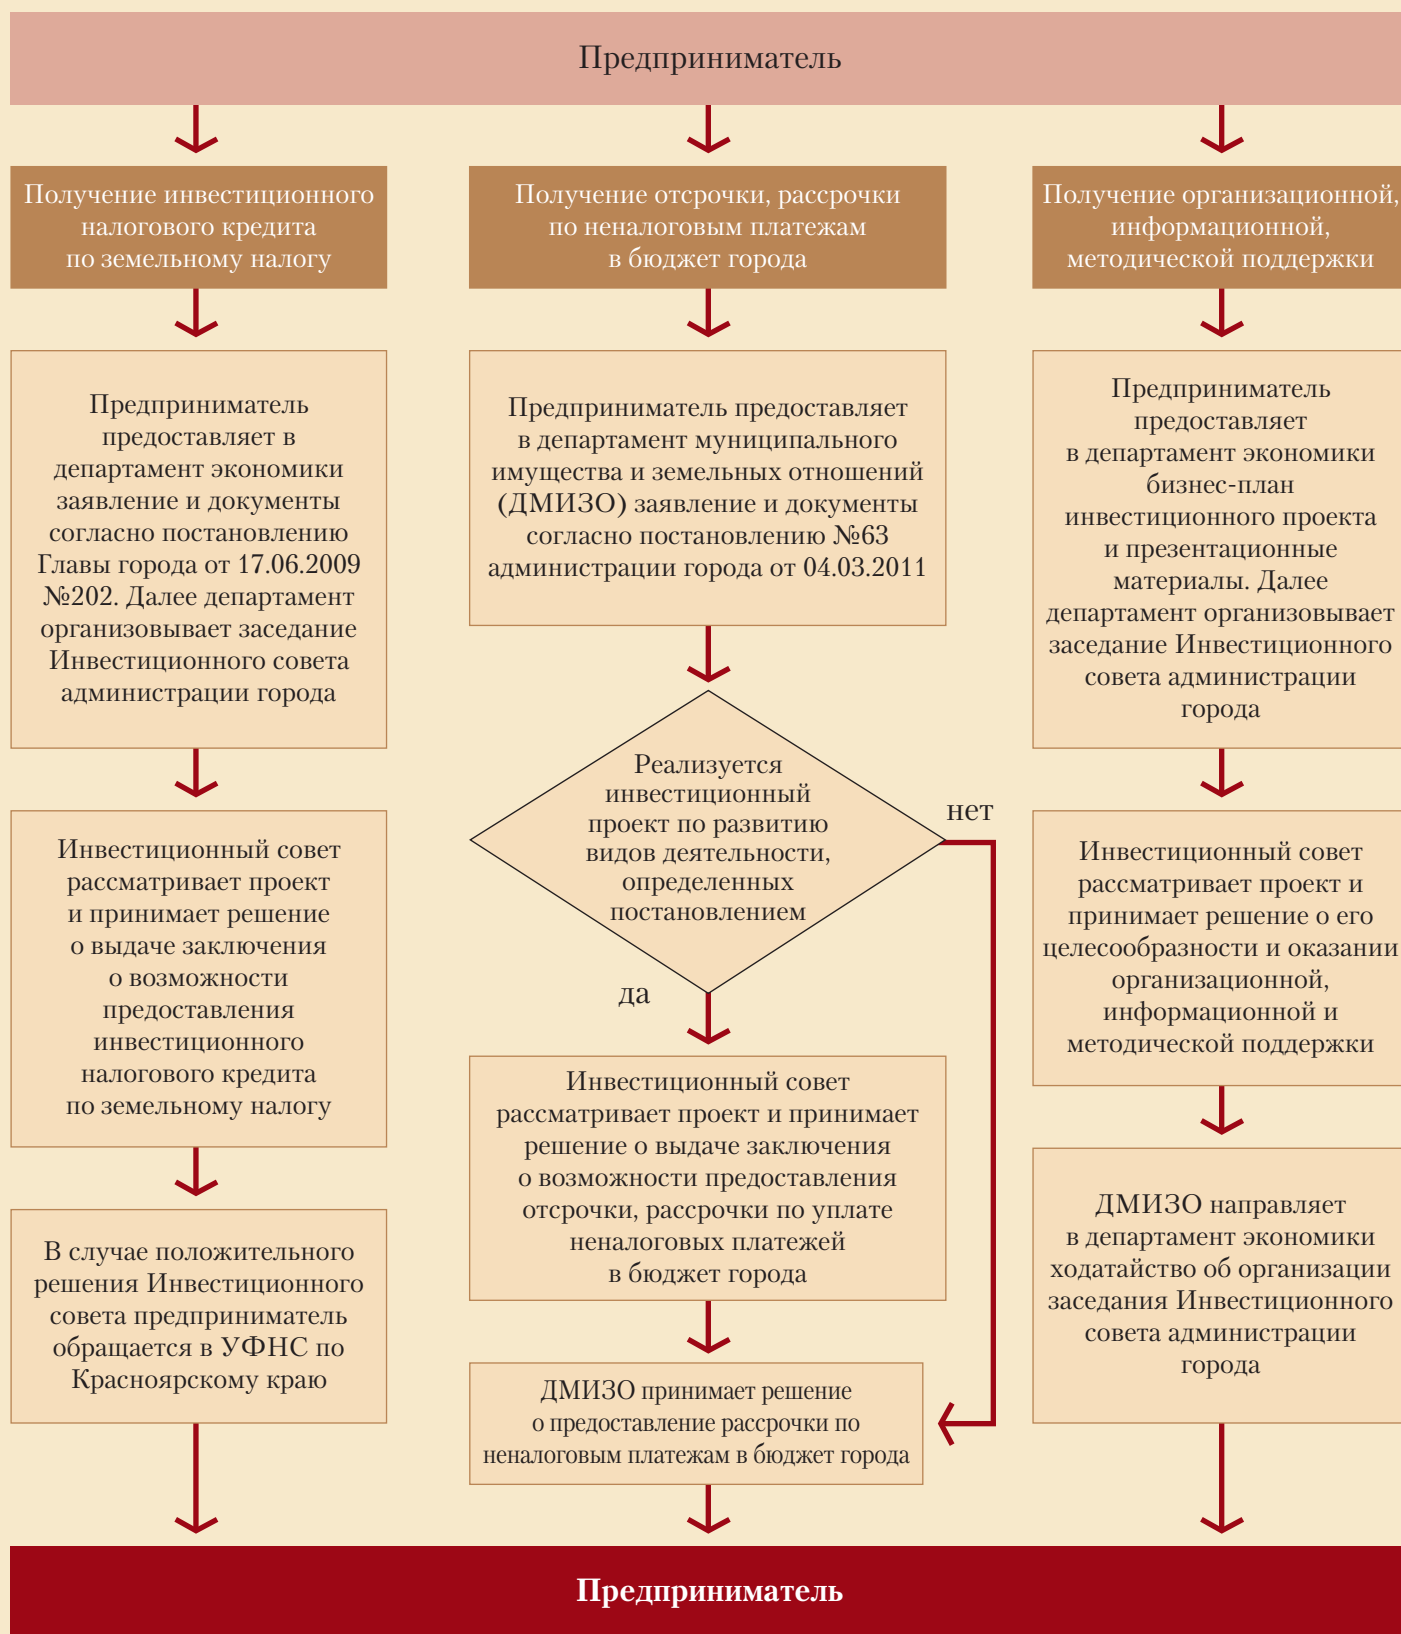 Предприниматель
Получение инвестиционного
налогового кредита
по земельному налогу
Предприниматель
предоставляет в
департамент экономики
заявление и документы
согласно постановлению
Главы города от 17.06.2009
№202. Далее департамент
организовывает заседание
Инвестиционного совета
администрации города
Инвестиционный совет
рассматривает проект
и принимает решение
о выдаче заключения
о возможности
предоставления
инвестиционного
налогового кредита
по земельному налогу
В случае положительного
решения Инвестиционного
совета предприниматель
обращается в УФНС по
Красноярскому краю
Получение отсрочки, рассрочки
по неналоговым платежам
в бюджет города
Предприниматель предоставляет
в департамент муниципального
имущества и земельных отношений
(ДМИЗО) заявление и документы
согласно постановлению №63
администрации города от 04.03.2011
Реализуется
инвестиционный
проект по развитию
видов деятельности,
определенных
постановлением
нет
да
Инвестиционный совет
рассматривает проект и принимает
решение о выдаче заключения
о возможности предоставления
отсрочки, рассрочки по уплате
неналоговых платежей
в бюджет города
ДМИЗО принимает решение
о предоставление рассрочки по
неналоговым платежам в бюджет города
Получение организационной,
информационной,
методической поддержки
Предприниматель
предоставляет
в департамент экономики
бизнес-план
инвестиционного проекта
и презентационные
материалы. Далее
департамент организовывает
заседание Инвестиционного
совета администрации
города
Инвестиционный совет
рассматривает проект и
принимает решение о его
целесообразности и оказании
организационной,
информационной и
методической поддержки
ДМИЗО направляет
в департамент экономики
ходатайство об организации
заседания Инвестиционного
совета администрации
города
Предприниматель